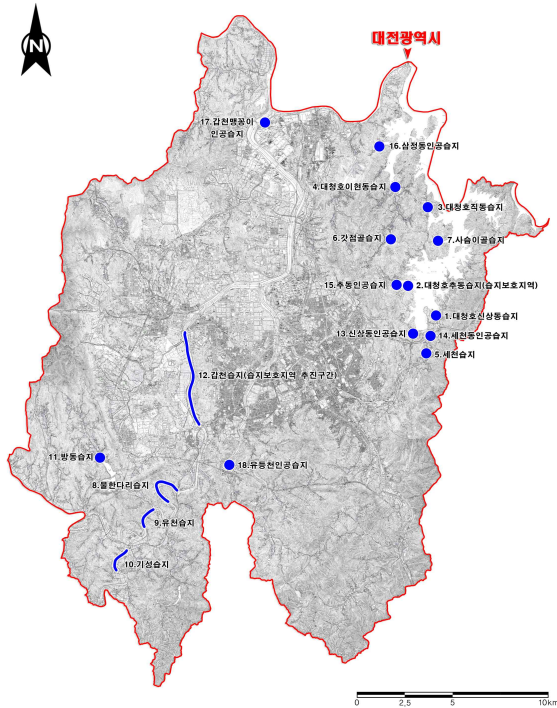 N
대전광역시
17.갑천맹꽁이
인공습지
16.삼정동인공습지
4.대청호이현동습지
3.대청호직동습지
6.갓점골습지
7.사슴이골습지
15.추동인공습지
2.대청호추동습지(습지보호지역)
1.대청호신상동습지
13.신상동인공습지
14.세천동인공습지
5.세천습지
12.갑천습지(습지보호지역 추진구간)
11.방동습지
18.유등천인공습지
8.물한다리습지
9.유천습지
10.기성습지
0 2.5 5 10km